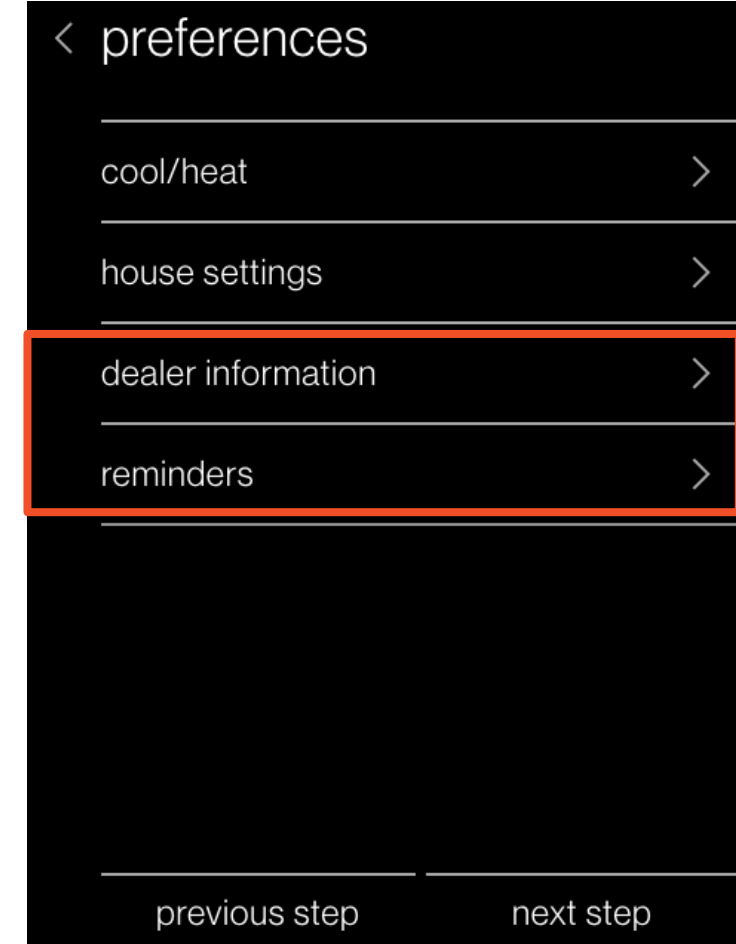 preferences
cool/heat
house settings
dealer information
reminders
previous step next step